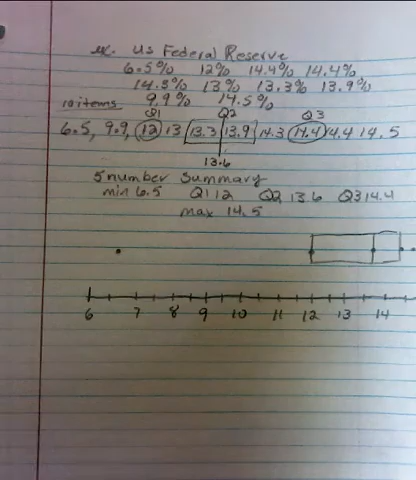 ex. US Federal Reserve
6.5% 12% 14.4% 14.4%
14.3% 13% 13.3% 13.9%
9.9% 14.5%
10 items Q1 Q2 Q3
6.5, 9.9, 12 13 13.3 13.9 14.3 14.4 14.4 14.5
13.6
5 number Summary
min 6.5 Q1 12 Q2 13.6 Q3 14.4
max 14.5
6 7 8 9 10 11 12 13 14